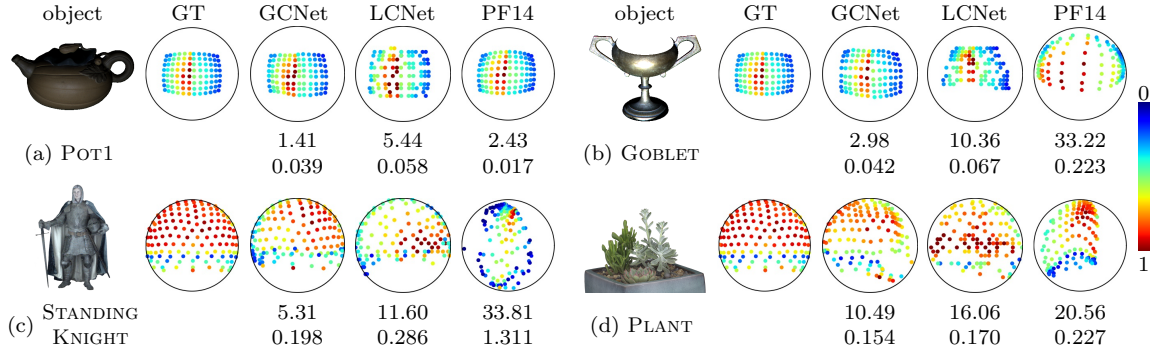 object GT GCNet LCNet PF14 object GT GCNet LCNet PF14
0
1.41 5.44 2.43 2.98 10.36 33.22
(a) POT1 (b) GOBLET
0.039 0.058 0.017 0.042 0.067 0.223
1
5.31 11.60 33.81 10.49 16.06 20.56
(c) STANDING KNIGHT (d) PLANT
0.198 0.286 1.311 0.154 0.170 0.227